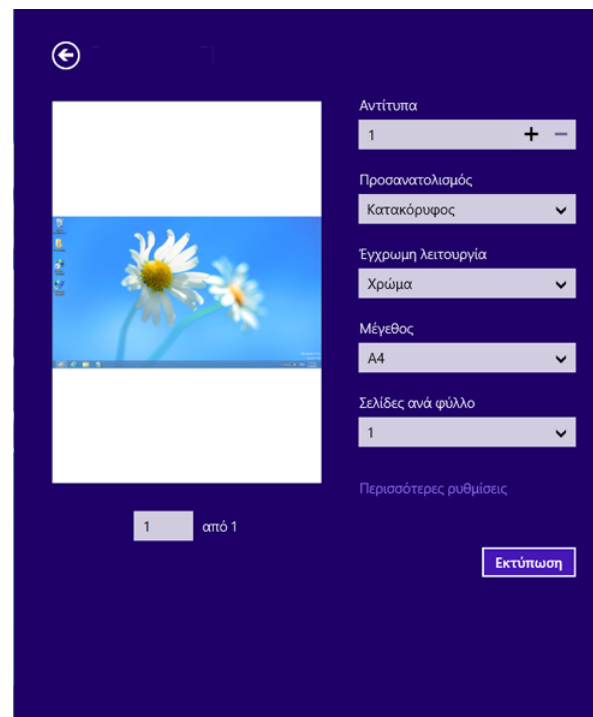 Αντίτυπα
1
Προσανατολισμός
Κατακόρυφος
Έγχρωμη λειτουργία
Χρώμα
Μέγεθος
A4
Σελίδες ανά φύλλο
1
Περισσότερες ρυθμίσεις
1 από 1
Εκτύπωση